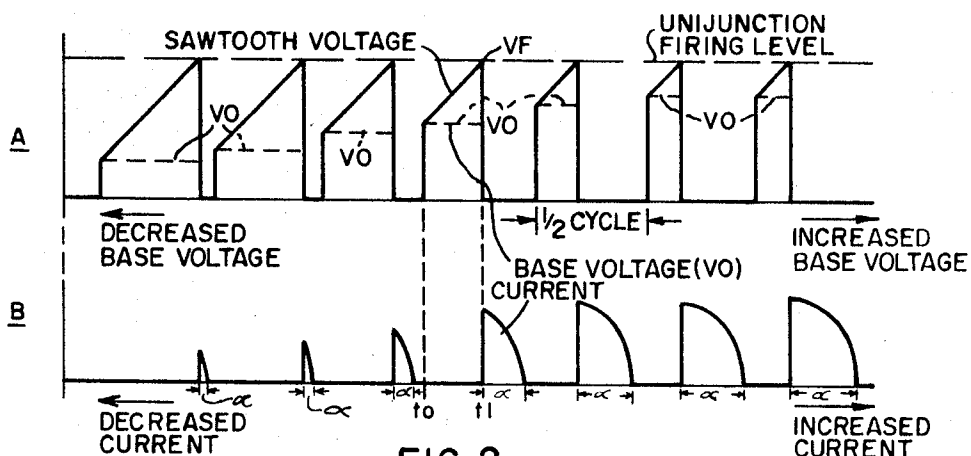 UNIJUNCTION
FIRING LEVEL
SAWTOOTH VOLTAGE
VF
A
VO
VO
VO
VO
1/2 CYCLE
DECREASED
BASE VOLTAGE
INCREASED
BASE VOLTAGE
BASE VOLTAGE(VO)
CURRENT
B
α
α
α
α
α
α
α
to
t1
DECREASED
CURRENT
INCREASED
CURRENT